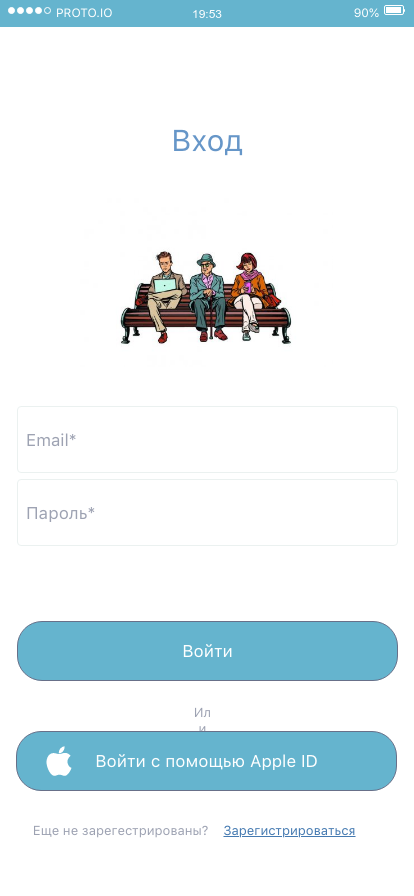 PROTO.IO 19:53 90%
Вход
Email*
Пароль*
Войти
Ил
и
Войти с помощью Apple ID
Еще не зарегестрированы? Зарегистрироваться